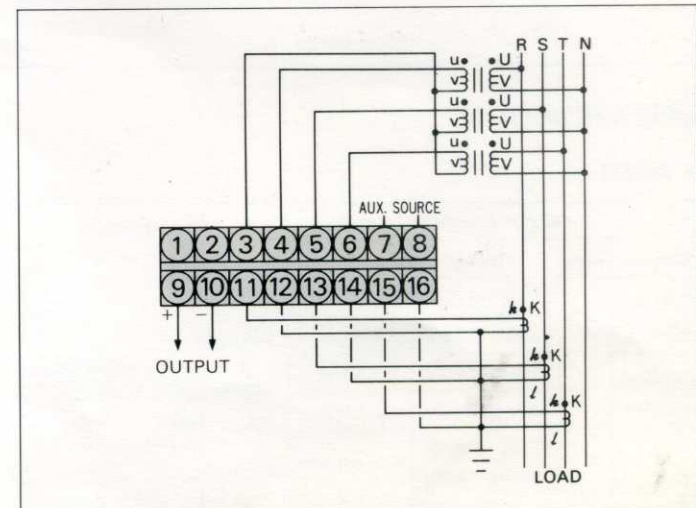 R S T N
u U
v V
u U
v V
u U
v V
AUX. SOURCE
1 2 3 4 5 6 7 8
9 10 11 12 13 14 15 16
+ −
OUTPUT
k K
k K
l
k K
l
LOAD